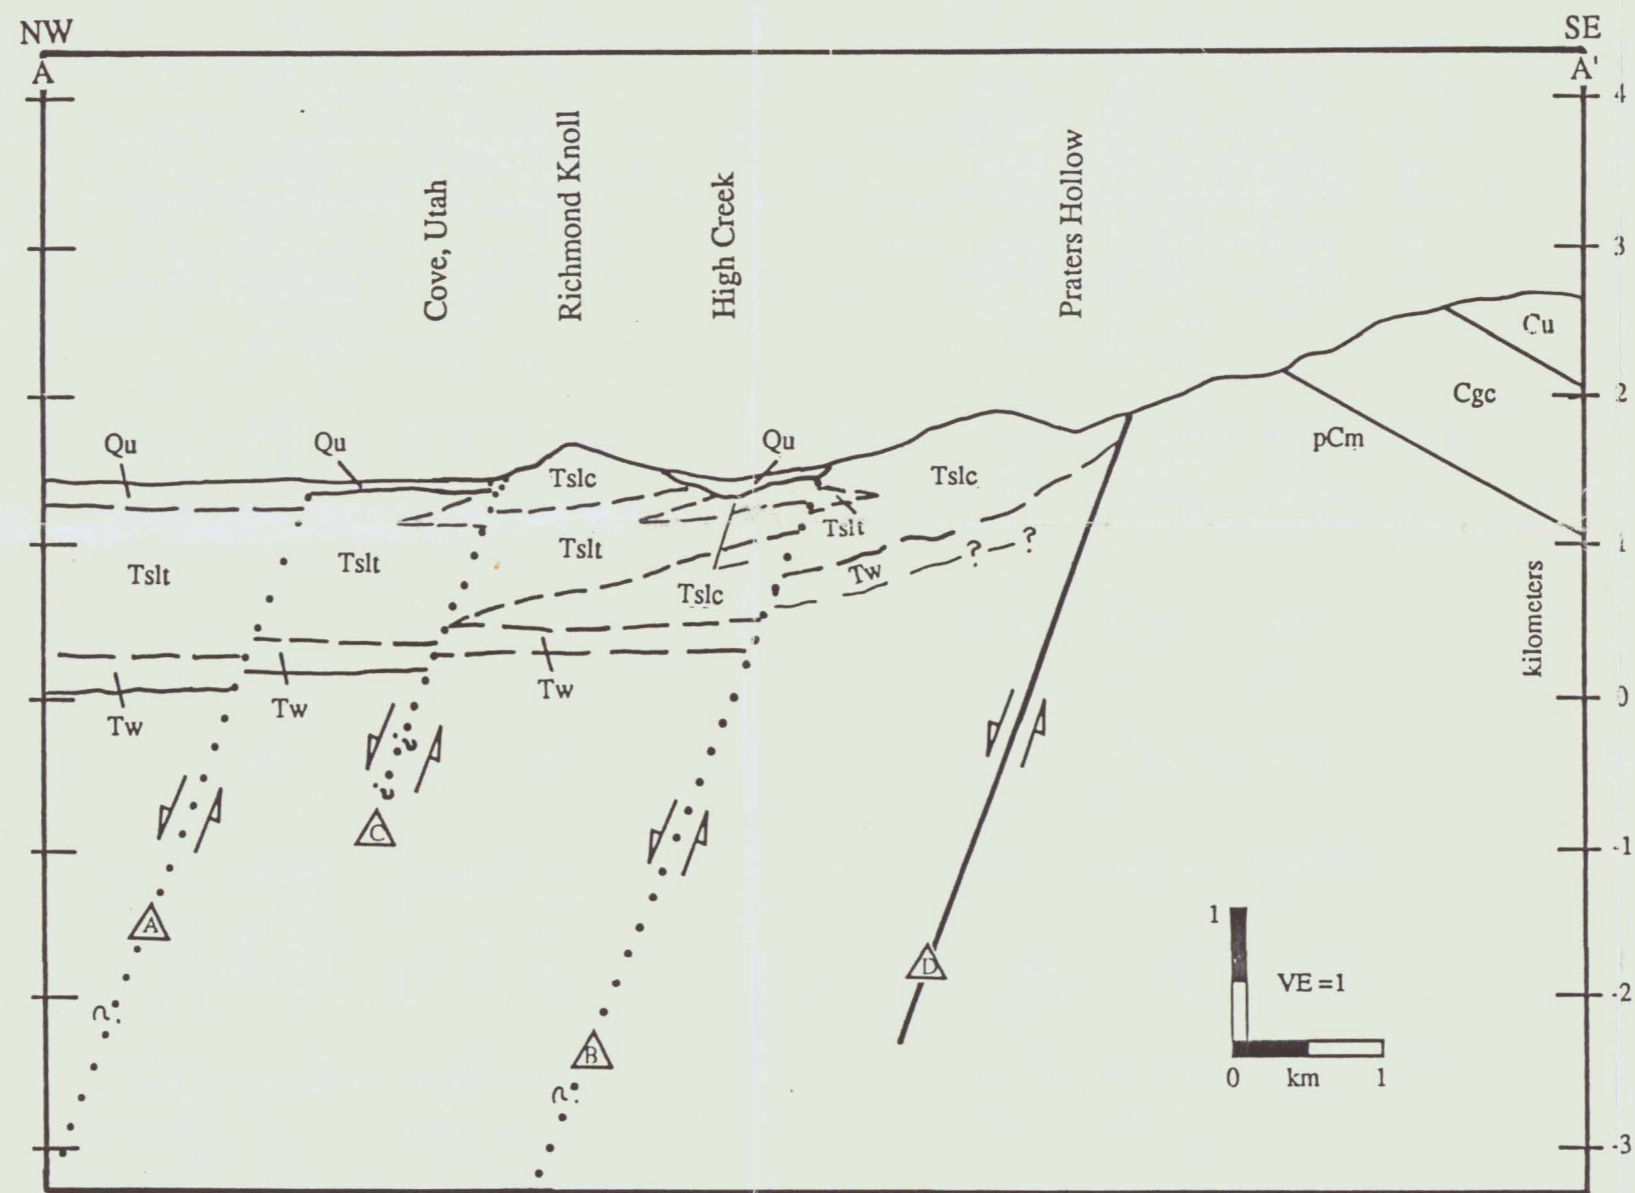 NW
SE
A
A'
4
Cove, Utah
Richmond Knoll
High Creek
Praters Hollow
3
Cu
2
Cgc
pCm
Qu
Qu
Qu
Tslc
Tslc
1
Tslt
Tslt
Tslt
Tslt
? ?
Tw
Tslc
kilometers
Tw
Tw
Tw
0
?
?
C
-1
A
D
1
VE =1
-2
?
B
0 km 1
?
-3